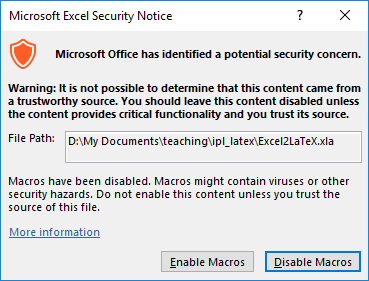 Microsoft Excel Security Notice
Microsoft Office has identified a potential security concern.
Warning: It is not possible to determine that this content came from
a trustworthy source. You should leave this content disabled unless
the content provides critical functionality and you trust its source.
File Path: D:\My Documents\teaching\ipl_latex\Excel2LaTeX.xla
Macros have been disabled. Macros might contain viruses or other
security hazards. Do not enable this content unless you trust the
source of this file.
More information
Enable Macros Disable Macros